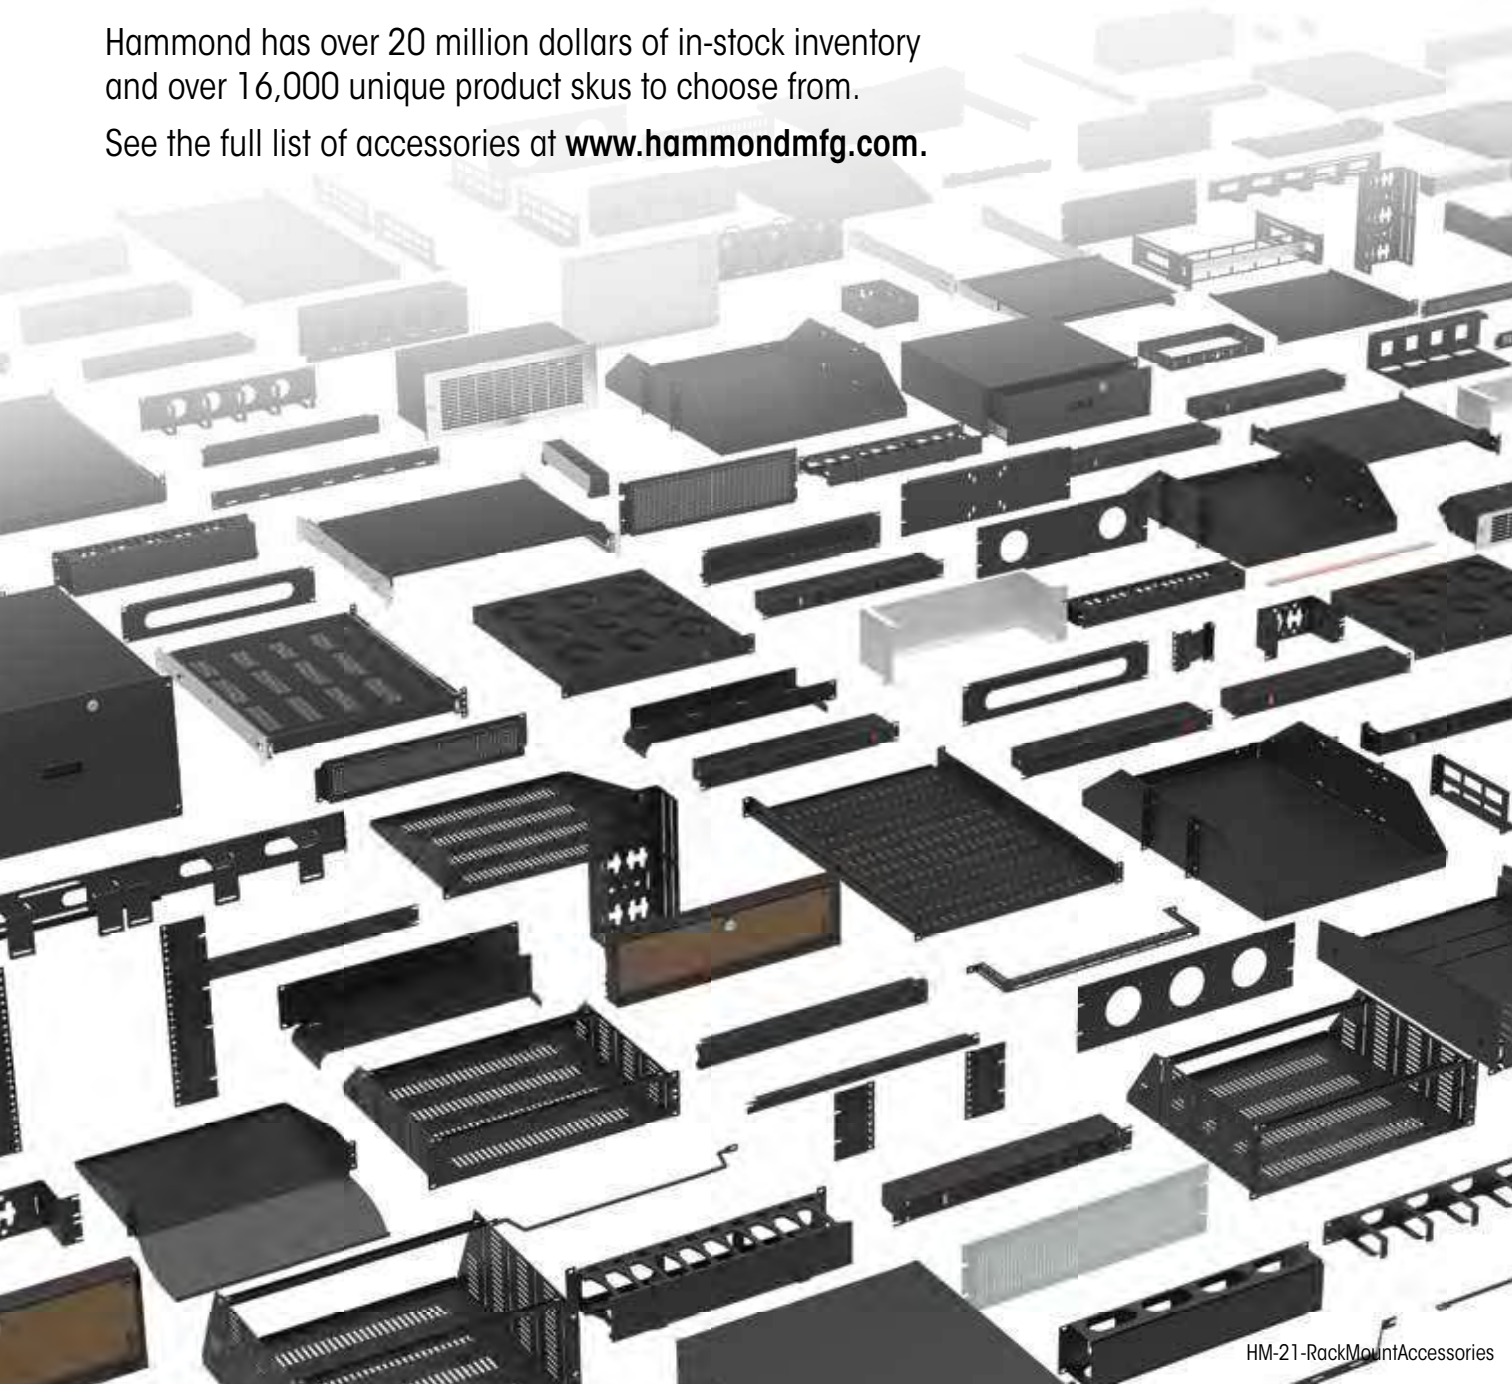 Hammond has over 20 million dollars of in-stock inventory
and over 16,000 unique product skus to choose from.
See the full list of accessories at www.hammondmfg.com.
HM-21-RackMountAccessories